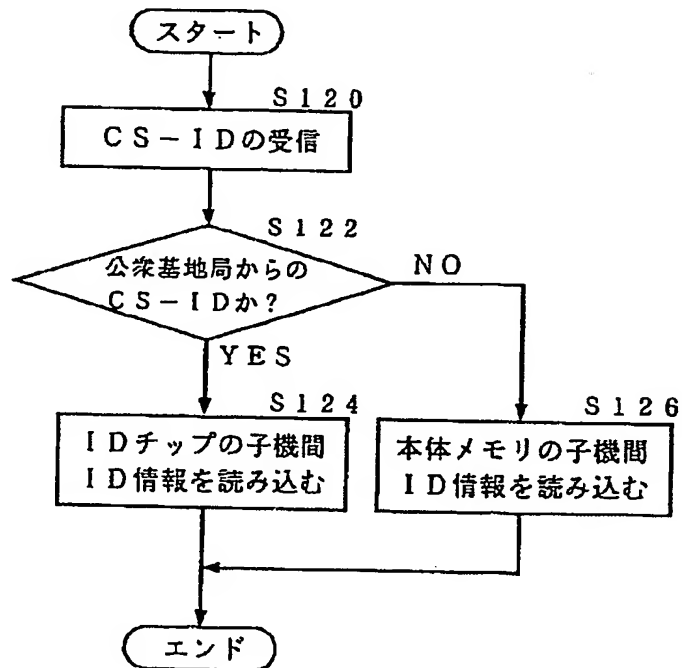 スタート
S120
CS-IDの受信
S122
公衆基地局からの
CS-IDか?
NO
YES
S124
IDチップの子機間
ID情報を読み込む
S126
本体メモリの子機間
ID情報を読み込む
エンド